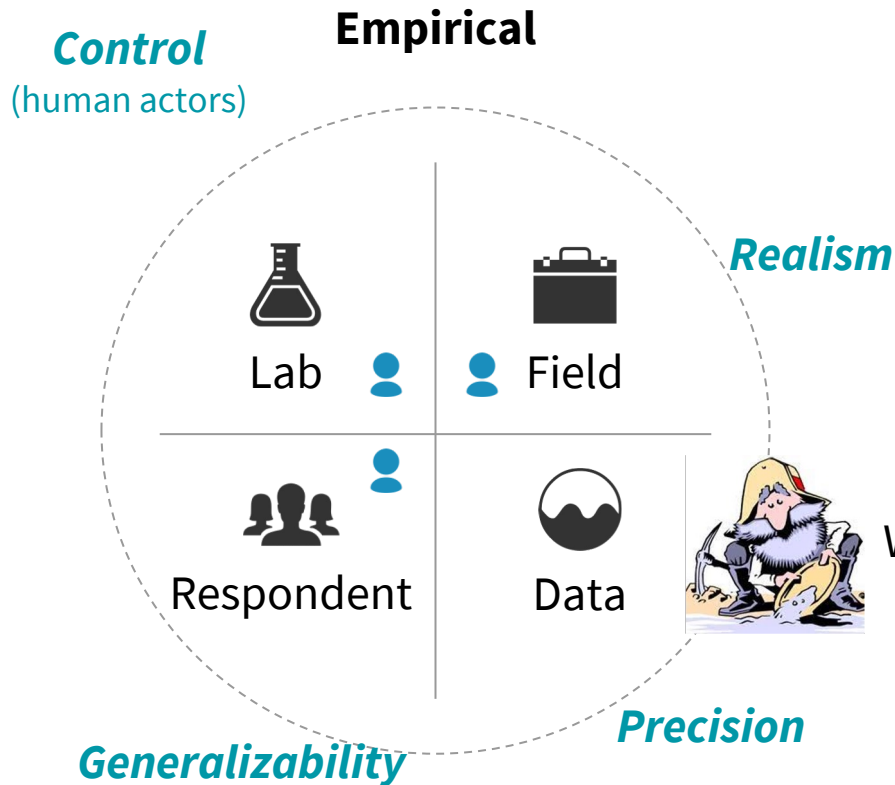 Empirical
Control
(human actors)
Realism
Lab
Field
Respondent
Data
Precision
Generalizability